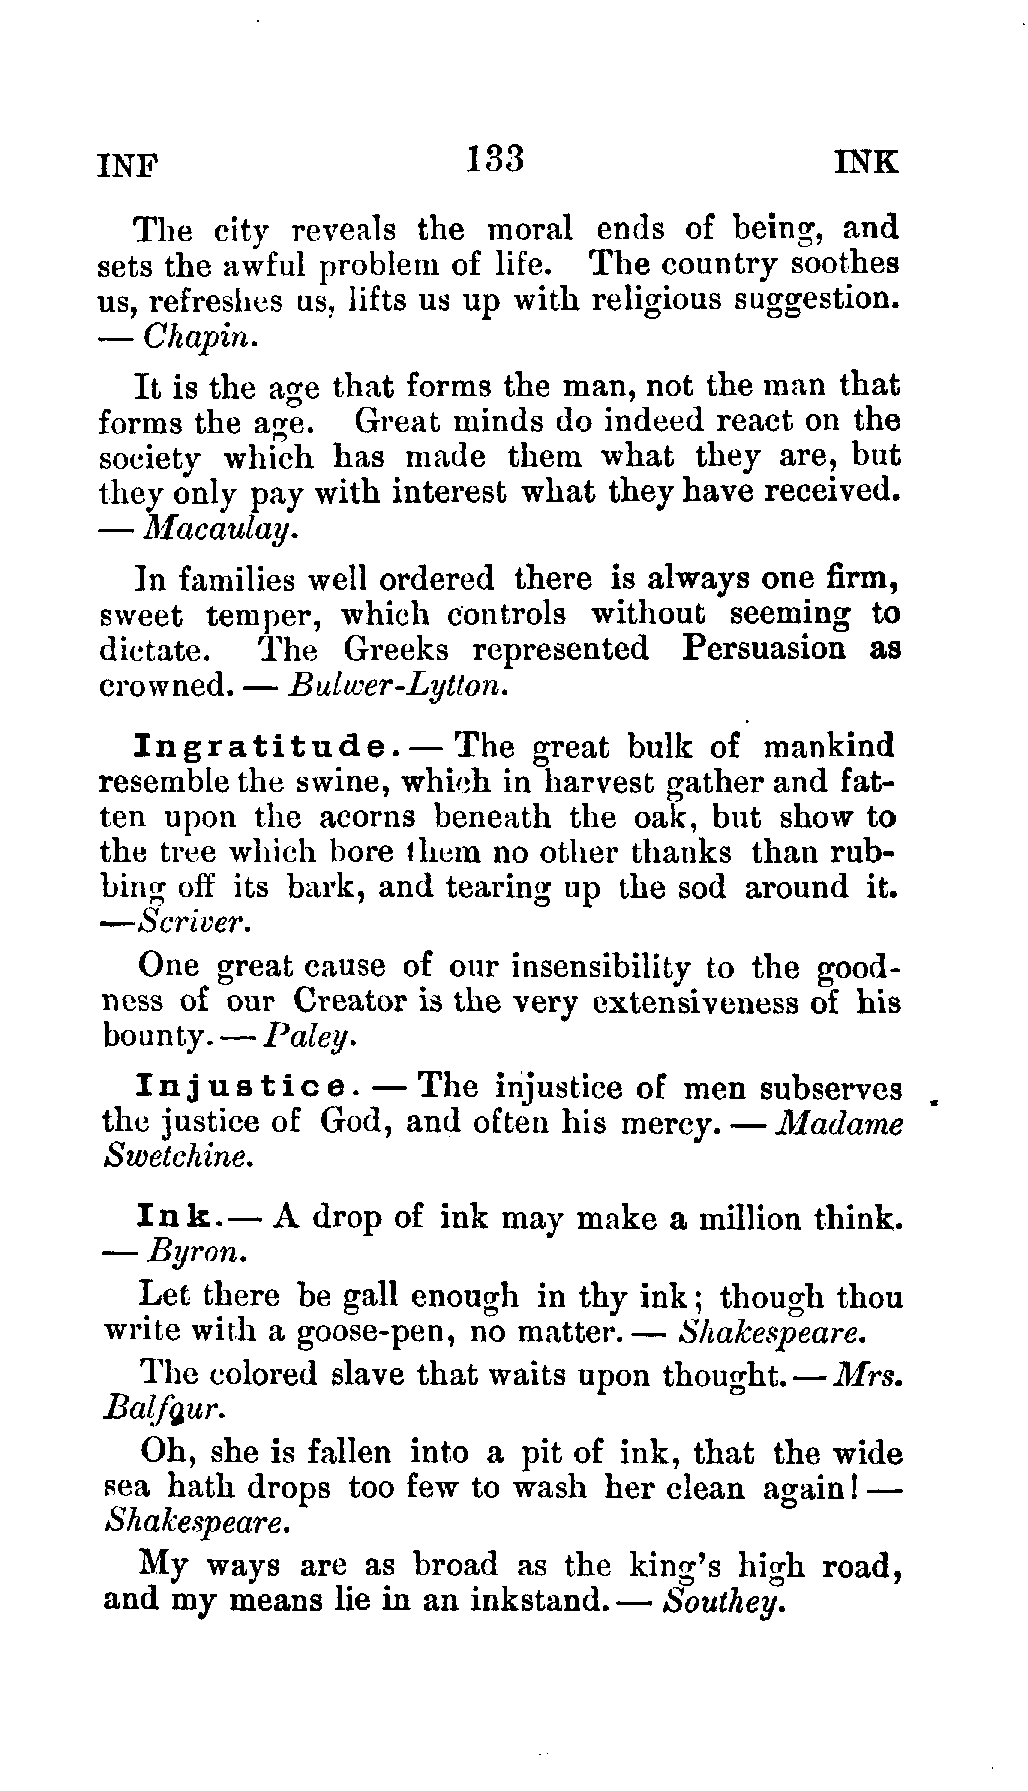 INF 133 INK
The city reveals the moral ends of being, and
sets the awful problem of life. The country soothes
us, refreshes us, lifts us up with religious suggestion.
— Chapin.
It is the age that forms the man, not the man that
forms the age. Great minds do indeed react on the
society which has made them what they are, but
they only pay with interest what they have received.
— Macaulay.
In families well ordered there is always one firm,
sweet temper, which controls without seeming to
dictate. The Greeks represented Persuasion as
crowned. — Bulwer-Lytton.
Ingratitude. — The great bulk of mankind
resemble the swine, which in harvest gather and fat-
ten upon the acorns beneath the oak, but show to
the tree which bore them no other thanks than rub-
bing off its bark, and tearing up the sod around it.
—Scriver.
One great cause of our insensibility to the good-
ness of our Creator is the very extensiveness of his
bounty. — Paley.
Injustice. — The injustice of men subserves
the justice of God, and often his mercy. — Madame
Swetchine.
Ink.— A drop of ink may make a million think.
— Byron.
Let there be gall enough in thy ink; though thou
write with a goose-pen, no matter. — Shakespeare.
The colored slave that waits upon thought. — Mrs.
Balfour.
Oh, she is fallen into a pit of ink, that the wide
sea hath drops too few to wash her clean again! —
Shakespeare.
My ways are as broad as the king's high road,
and my means lie in an inkstand. — Southey.